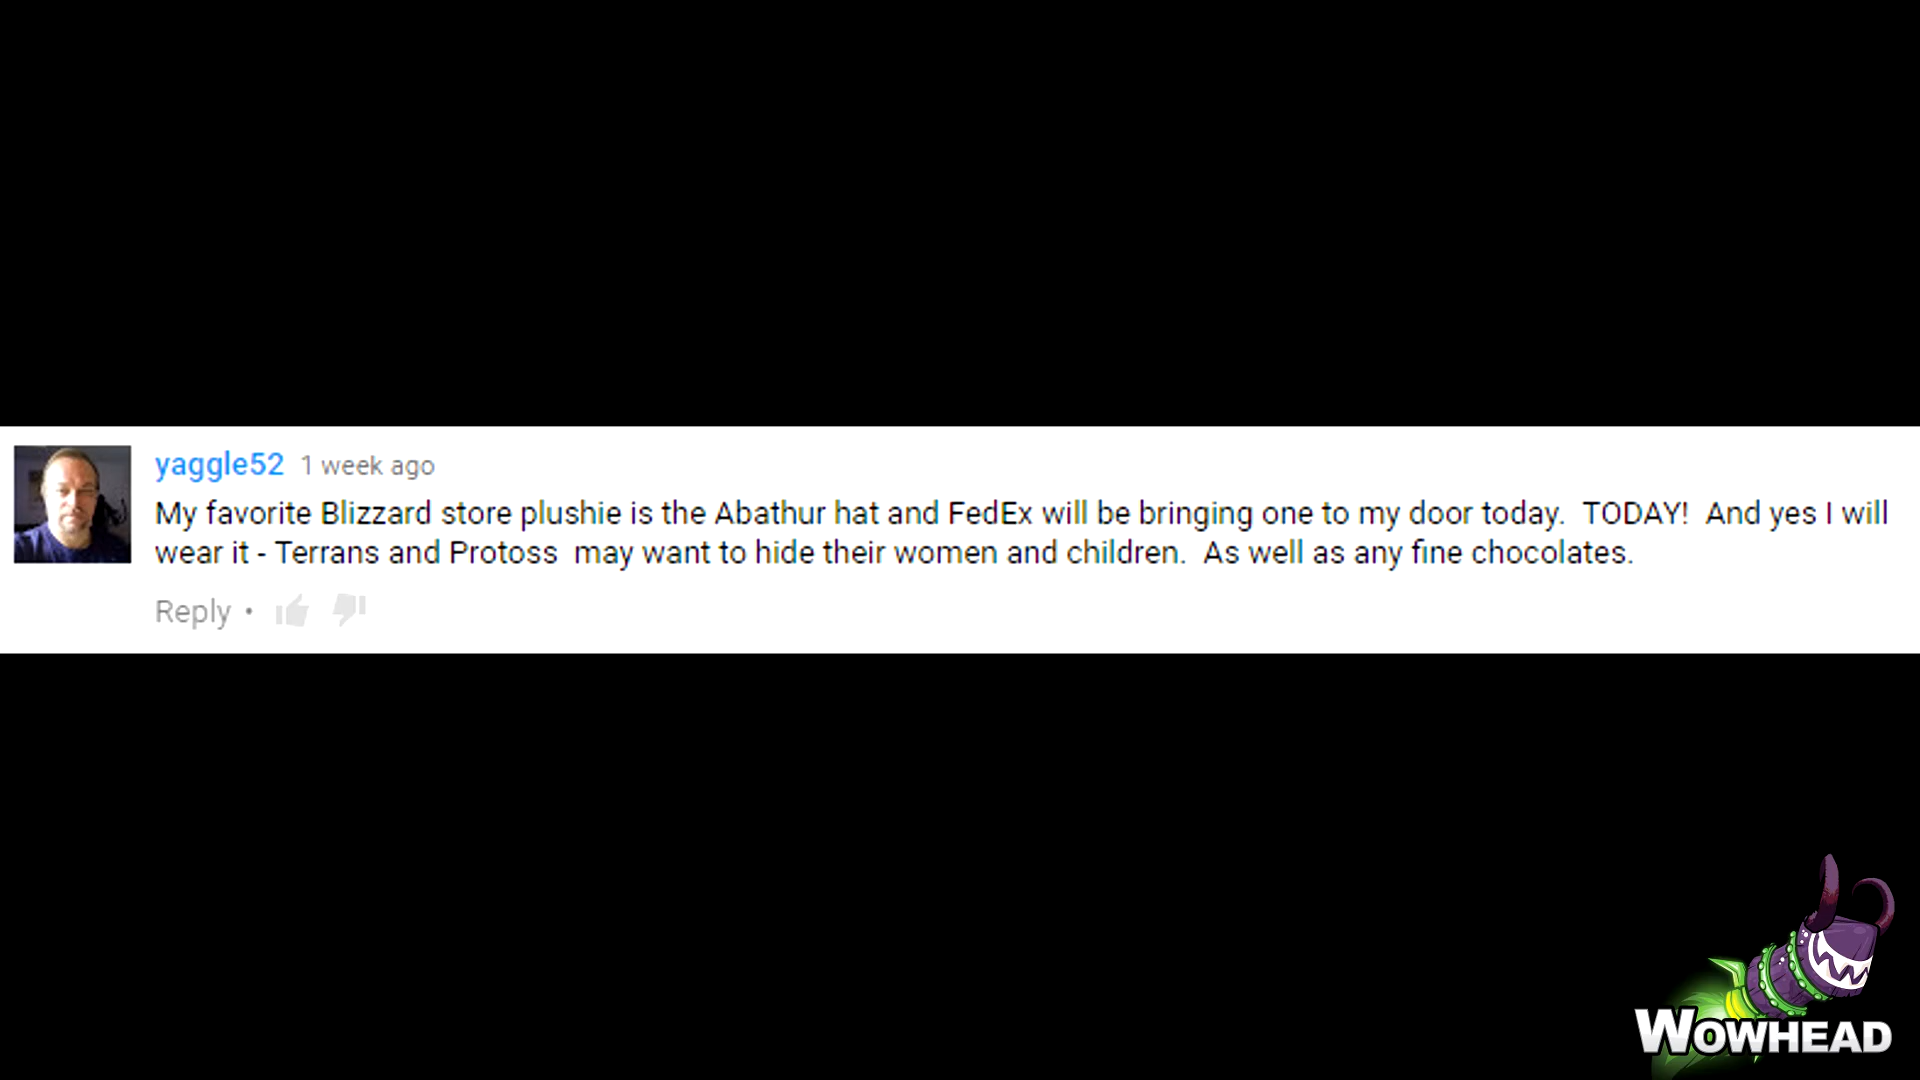 yaggle52 1 week ago
My favorite Blizzard store plushie is the Abathur hat and FedEx will be bringing one to my door today.  TODAY!  And yes I will
wear it - Terrans and Protoss  may want to hide their women and children.  As well as any fine chocolates.
Reply •
WOWHEAD